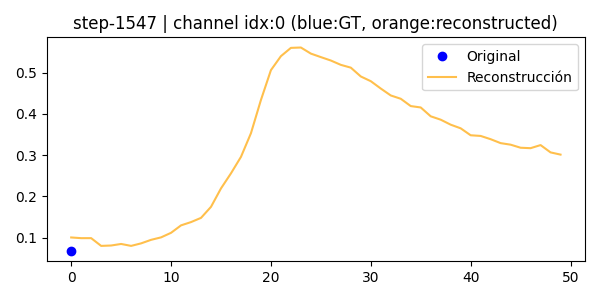 step-1547 | channel idx:0 (blue:GT, orange:reconstructed)
Original
Reconstrucción
0.5
0.4
0.3
0.2
0.1
0 10 20 30 40 50